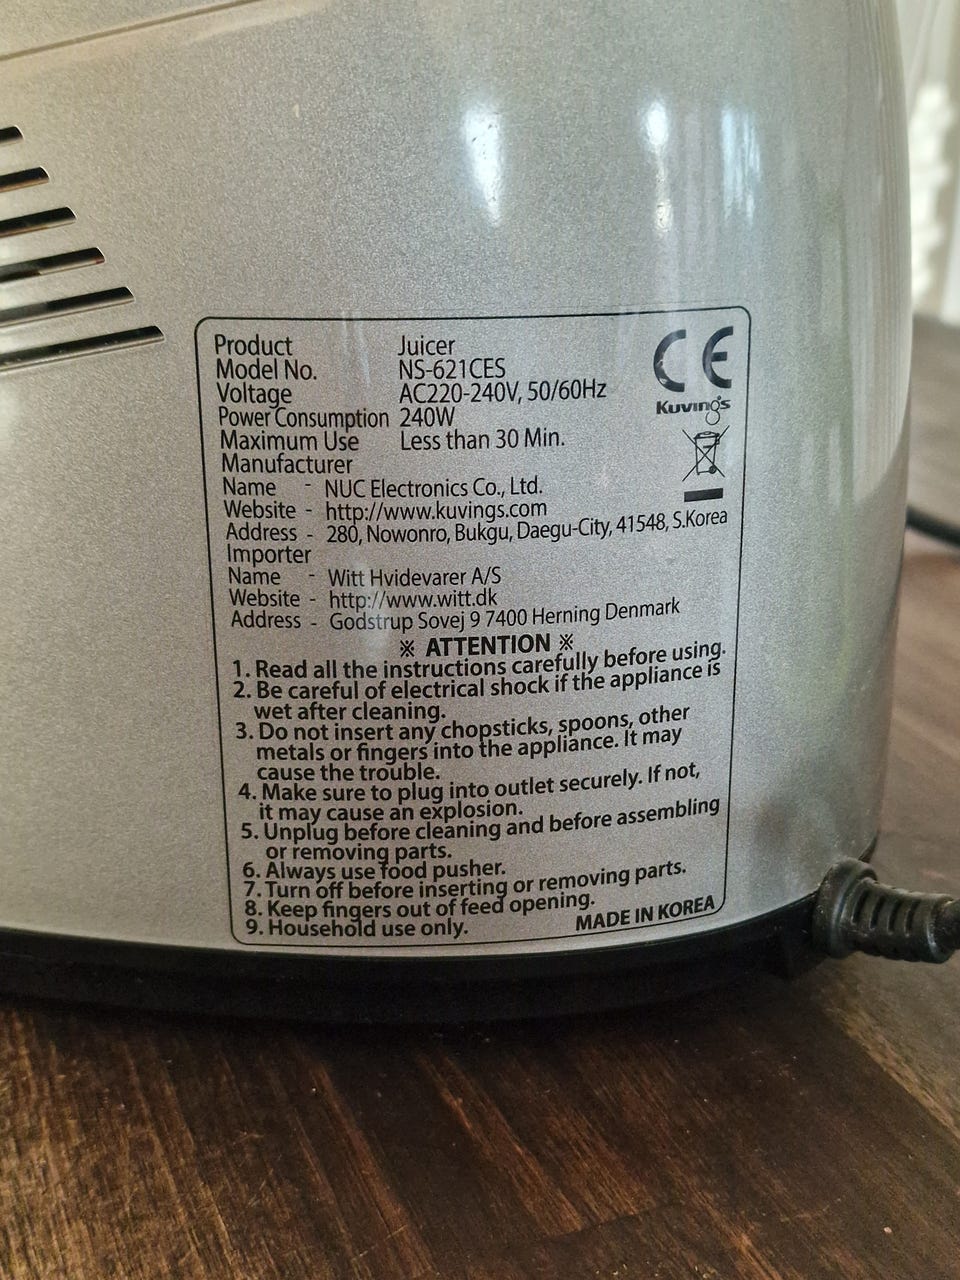 Product Juicer
Model No. NS-621CES
Voltage AC220-240V, 50/60Hz
Power Consumption 240W
Maximum Use Less than 30 Min.
CE
Kuvings
Manufacturer
Name - NUC Electronics Co., Ltd.
Website - http://www.kuvings.com
Address - 280, Nowonro, Bukgu, Daegu-City, 41548, S.Korea
Importer
Name - Witt Hvidevarer A/S
Website - http://www.witt.dk
Address - Godstrup Sovej 9 7400 Herning Denmark
※ ATTENTION ※
1. Read all the instructions carefully before using.
2. Be careful of electrical shock if the appliance is
wet after cleaning.
3. Do not insert any chopsticks, spoons, other
metals or fingers into the appliance. It may
cause the trouble.
4. Make sure to plug into outlet securely. If not,
it may cause an explosion.
5. Unplug before cleaning and before assembling
or removing parts.
6. Always use food pusher.
7. Turn off before inserting or removing parts.
8. Keep fingers out of feed opening.
9. Household use only.
MADE IN KOREA